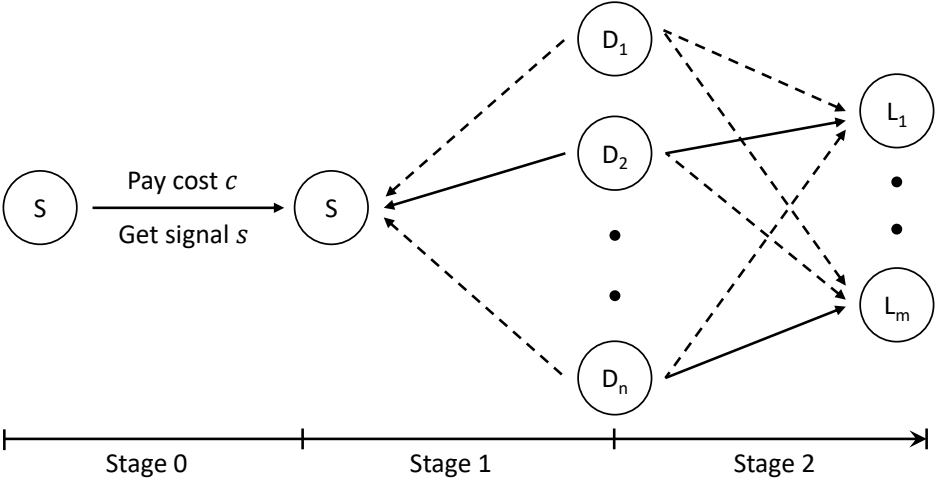 D₁
L₁
Pay cost c
D₂
S
S
Get signal s
Lₘ
Dₙ
Stage 0
Stage 1
Stage 2